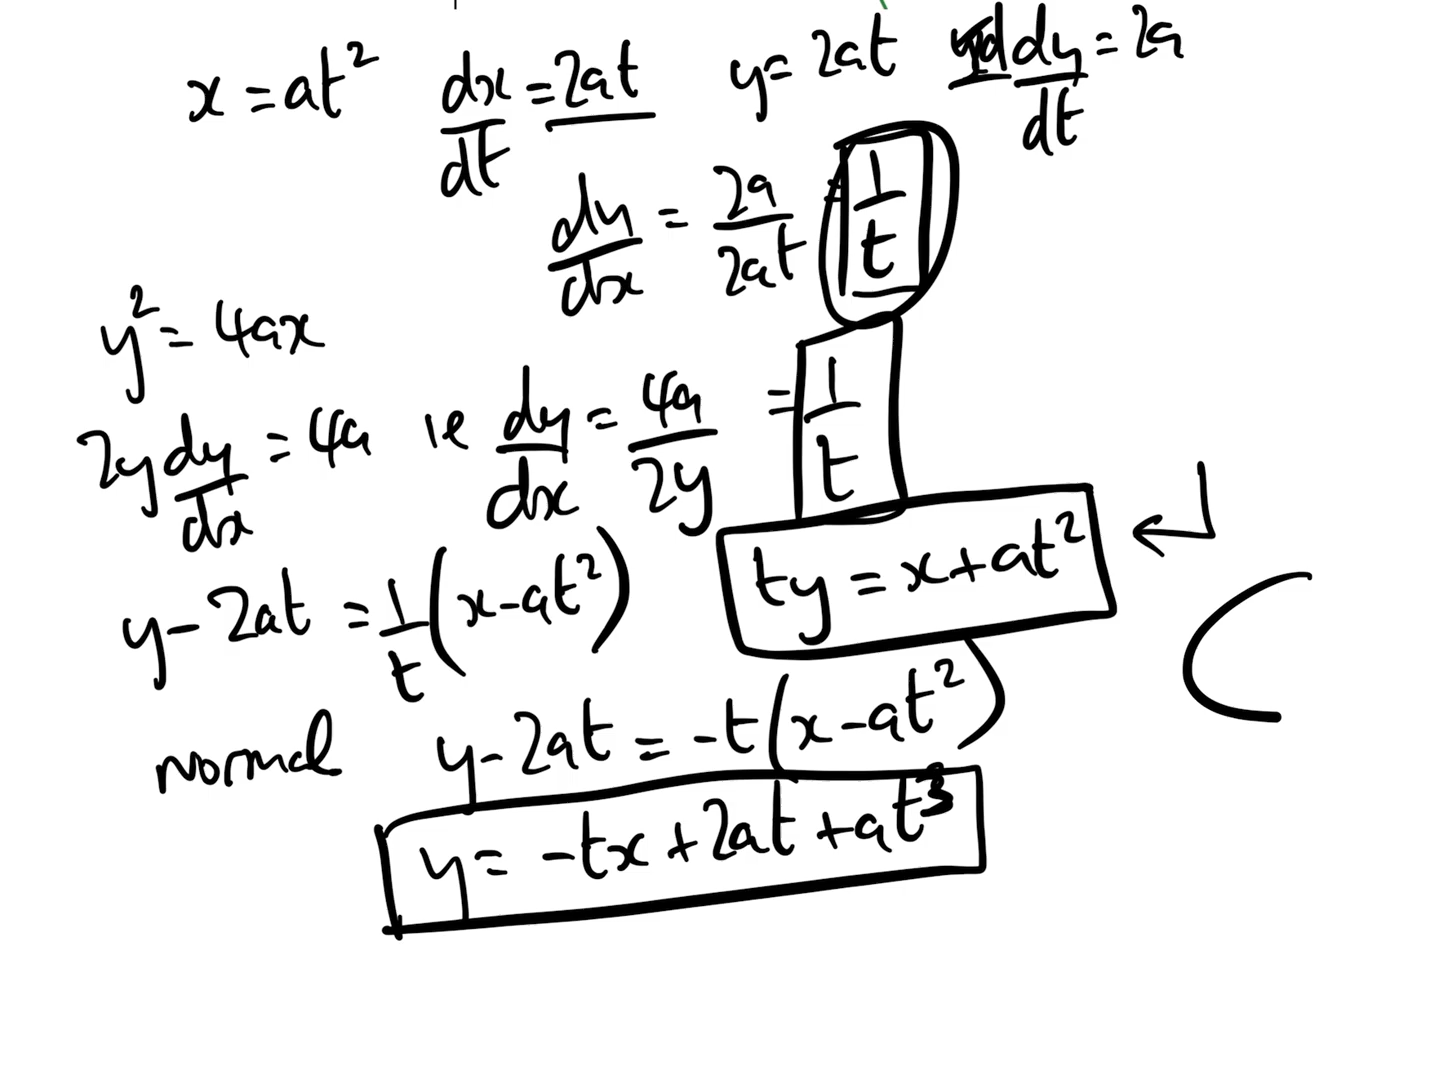 x = at² dx/dt = 2at y = 2at dy/dt = 2a
dy/dx = 2a/2at = 1/t
y² = 4ax
2y dy/dx = 4a ie dy/dx = 4a/2y = 1/t
y - 2at = 1/t (x - at²) ty = x + at²
normal y - 2at = -t(x - at²)
y = -tx + 2at + at³